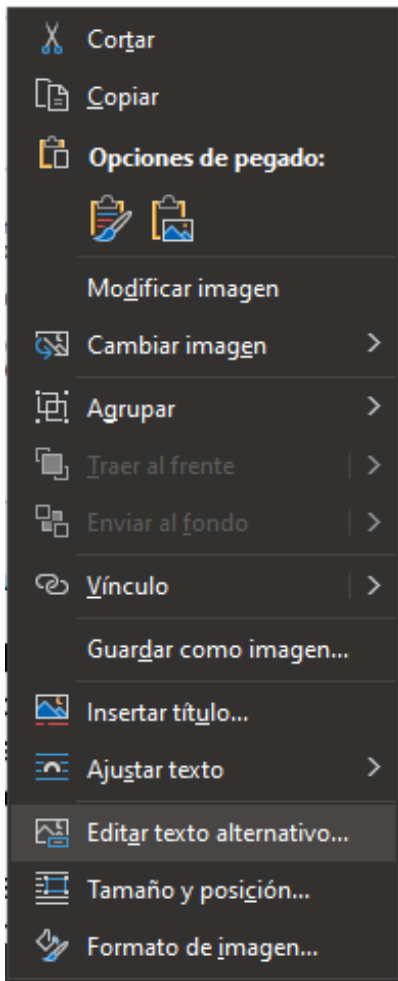 Cortar
Copiar
Opciones de pegado:
Modificar imagen
Cambiar imagen
Agrupar
Traer al frente
Enviar al fondo
Vínculo
Guardar como imagen...
Insertar título...
Ajustar texto
Editar texto alternativo...
Tamaño y posición...
Formato de imagen...